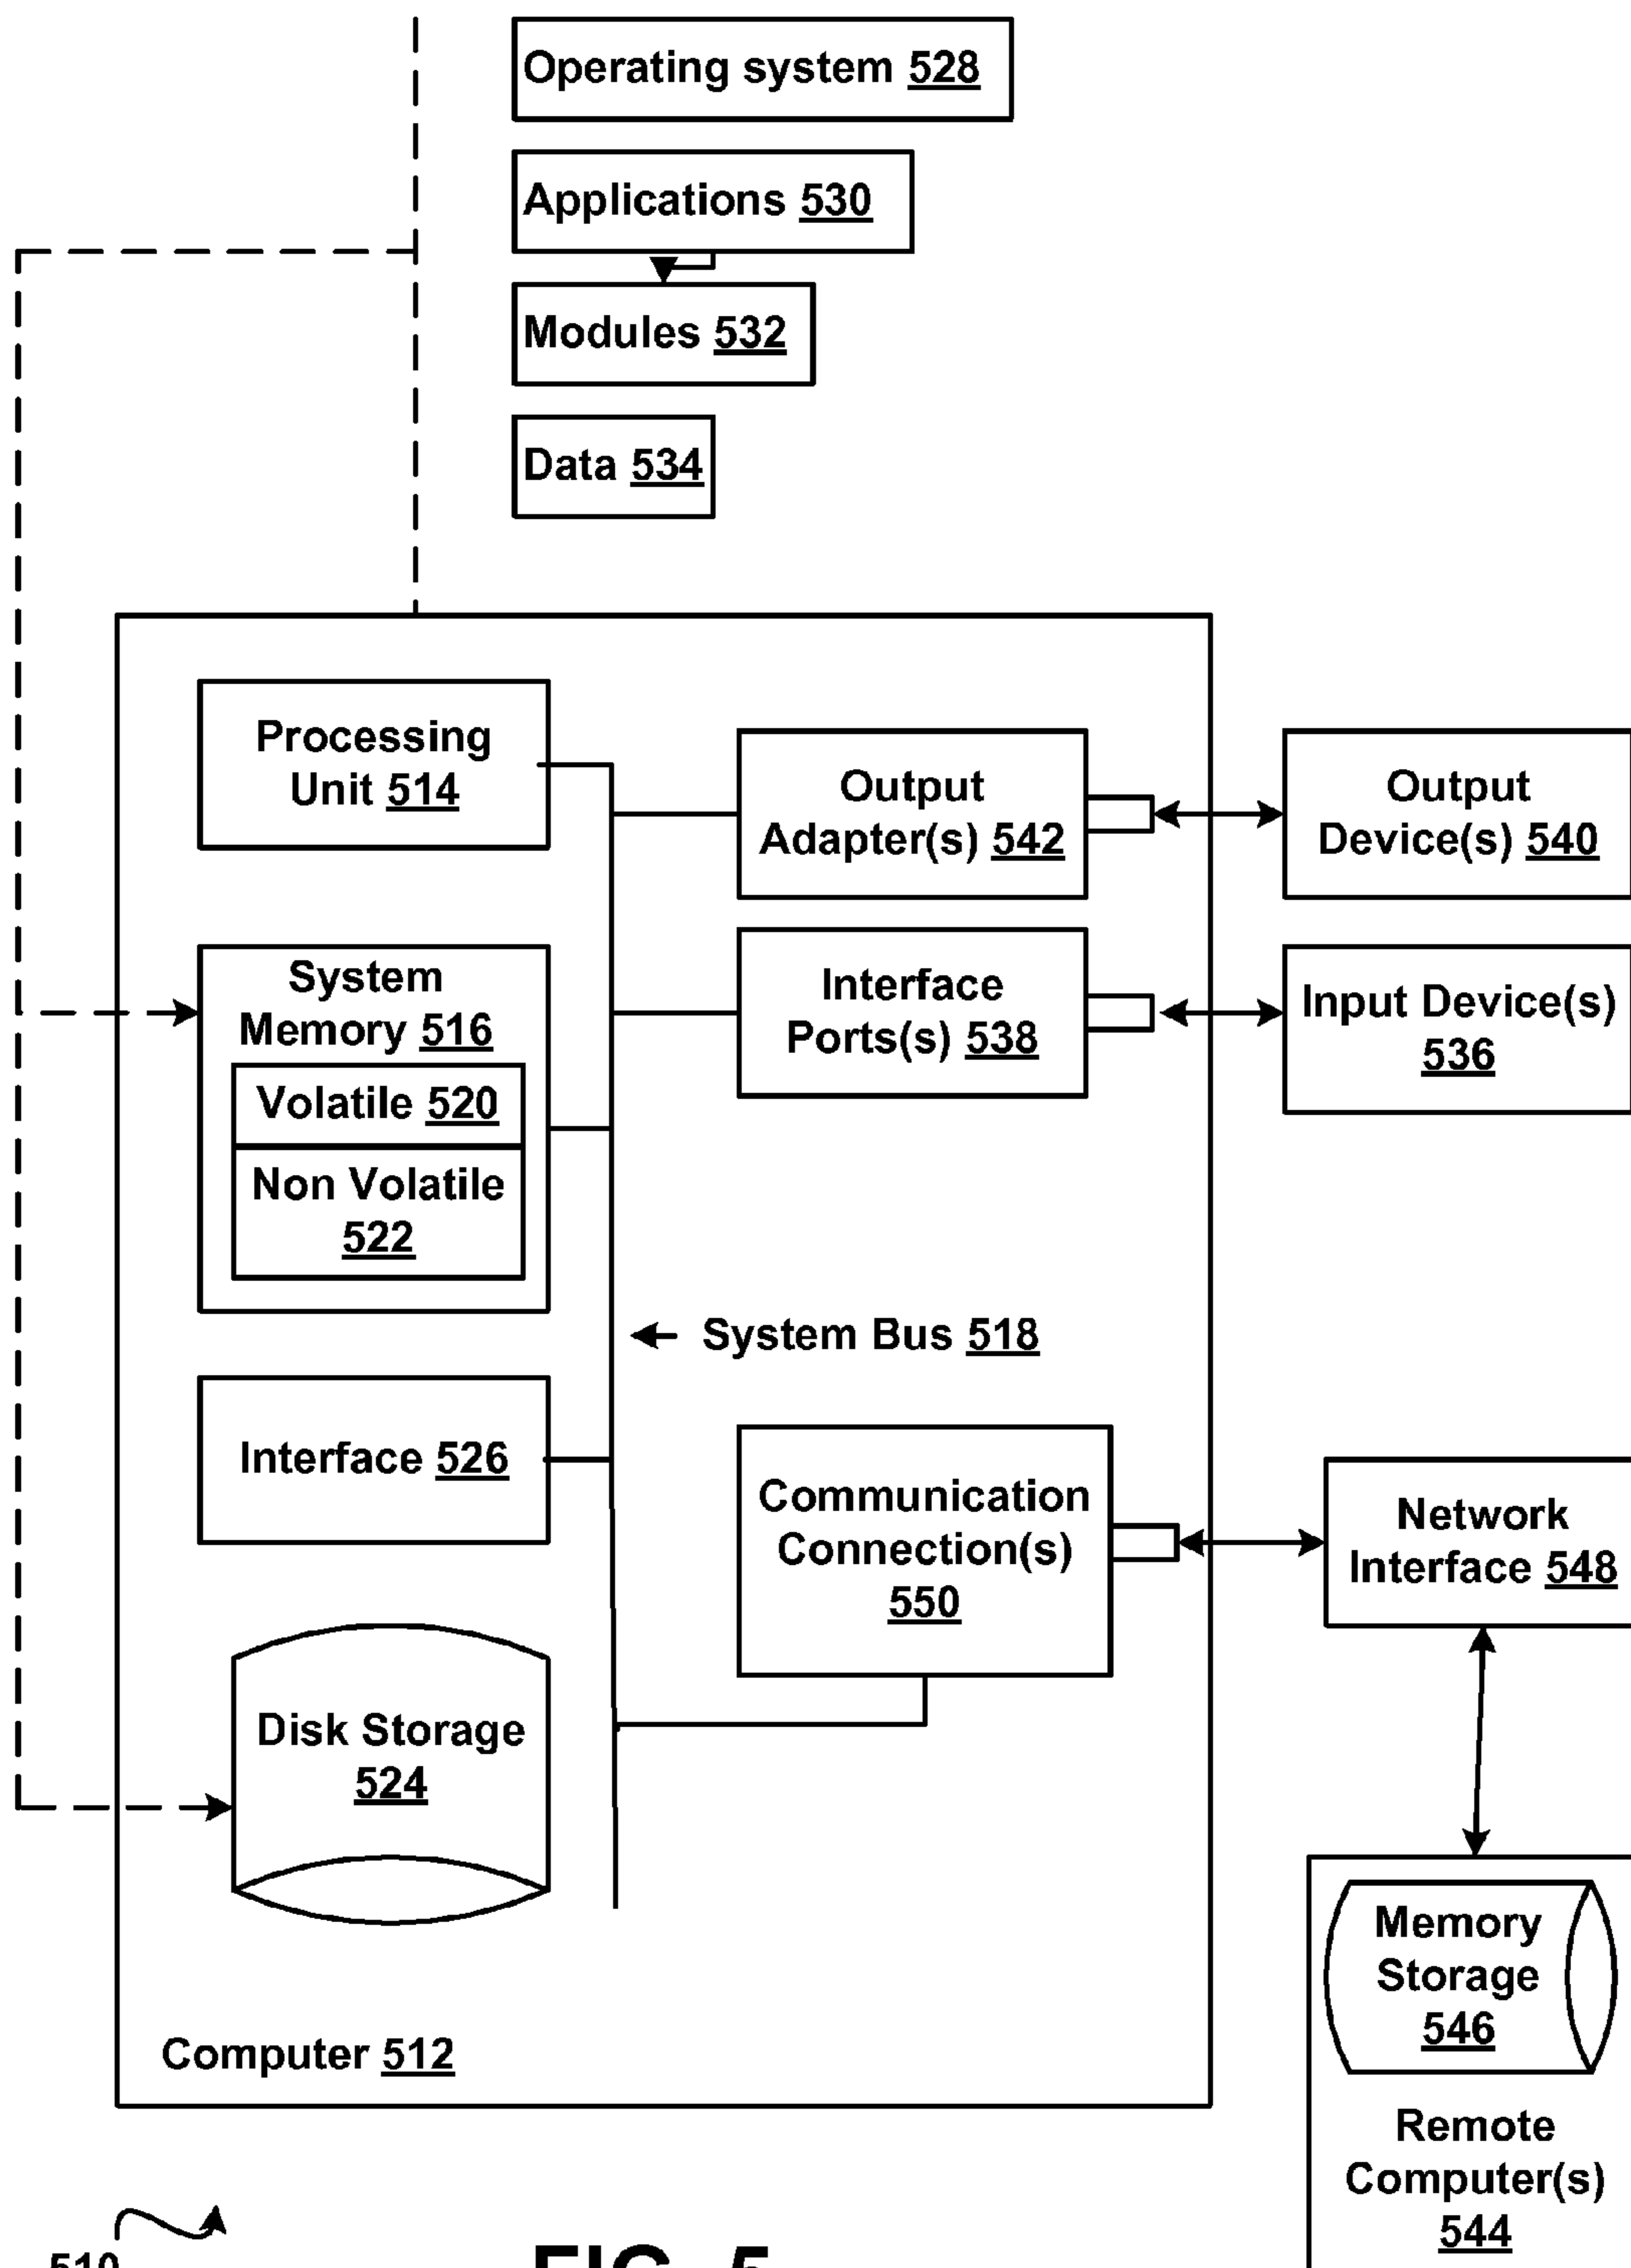 Operating system 528
Applications 530
Modules 532
Data 534
Processing
Unit 514
Output
Adapter(s) 542
Output
Device(s) 540
System
Memory 516
Volatile 520
Non Volatile
522
Interface
Ports(s) 538
Input Device(s)
536
System Bus 518
Interface 526
Communication
Connection(s)
550
Network
Interface 548
Disk Storage
524
Memory
Storage
546
Remote
Computer(s)
544
Computer 512
510
FIG. 5